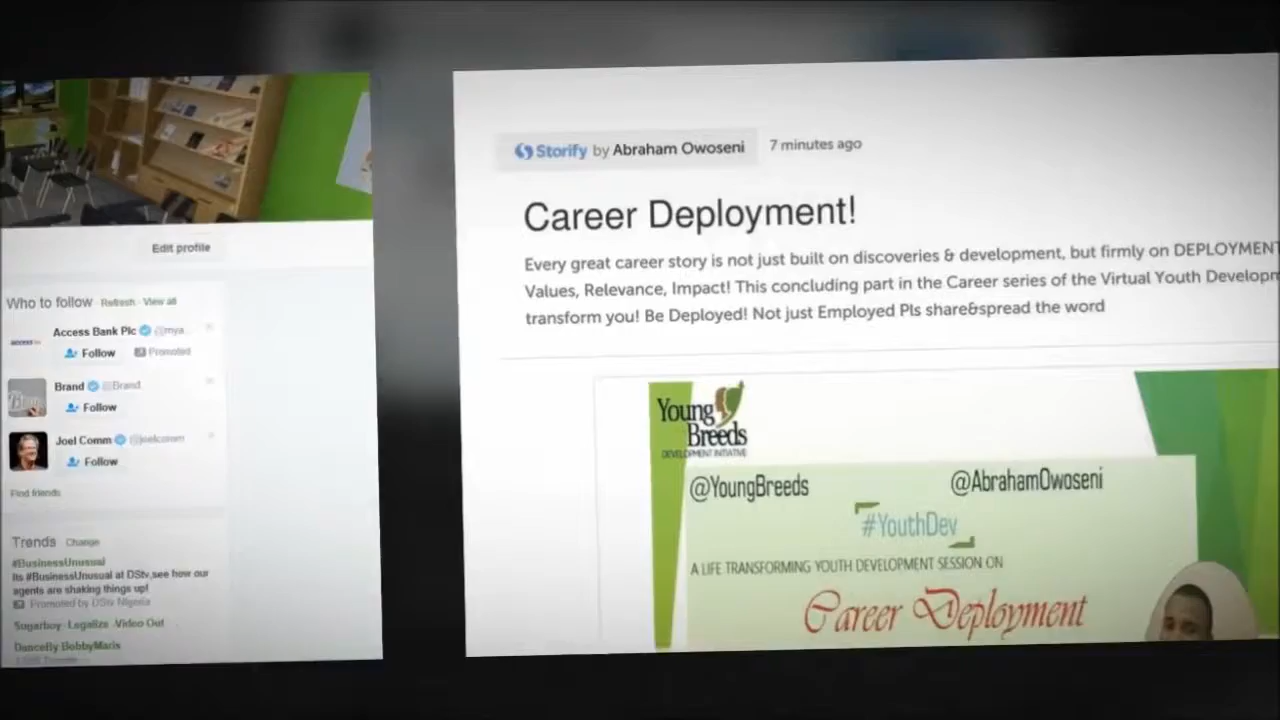 Edit profile
Who to follow Refresh · View all
Access Bank Plc @mya...
Follow Promoted
Brand @Brand
Follow
Joel Comm @joelcomm
Follow
Find friends
Trends Change
#BusinessUnusual
Its #BusinessUnusual at DStv,see how our
agents are shaking things up!
Promoted by DStv Nigeria
Sugarboy - Legalize -Video Out
Dancefly BobbyMaris
Storify by Abraham Owoseni 7 minutes ago
Career Deployment!
Every great career story is not just built on discoveries & development, but firmly on DEPLOYMENT
Values, Relevance, Impact! This concluding part in the Career series of the Virtual Youth Developm
transform you! Be Deployed! Not just Employed Pls share&spread the word
Young
Breeds
DEVELOPMENT INITIATIVE
@YoungBreeds @AbrahamOwoseni
#YouthDev
A LIFE TRANSFORMING YOUTH DEVELOPMENT SESSION ON
Career Deployment